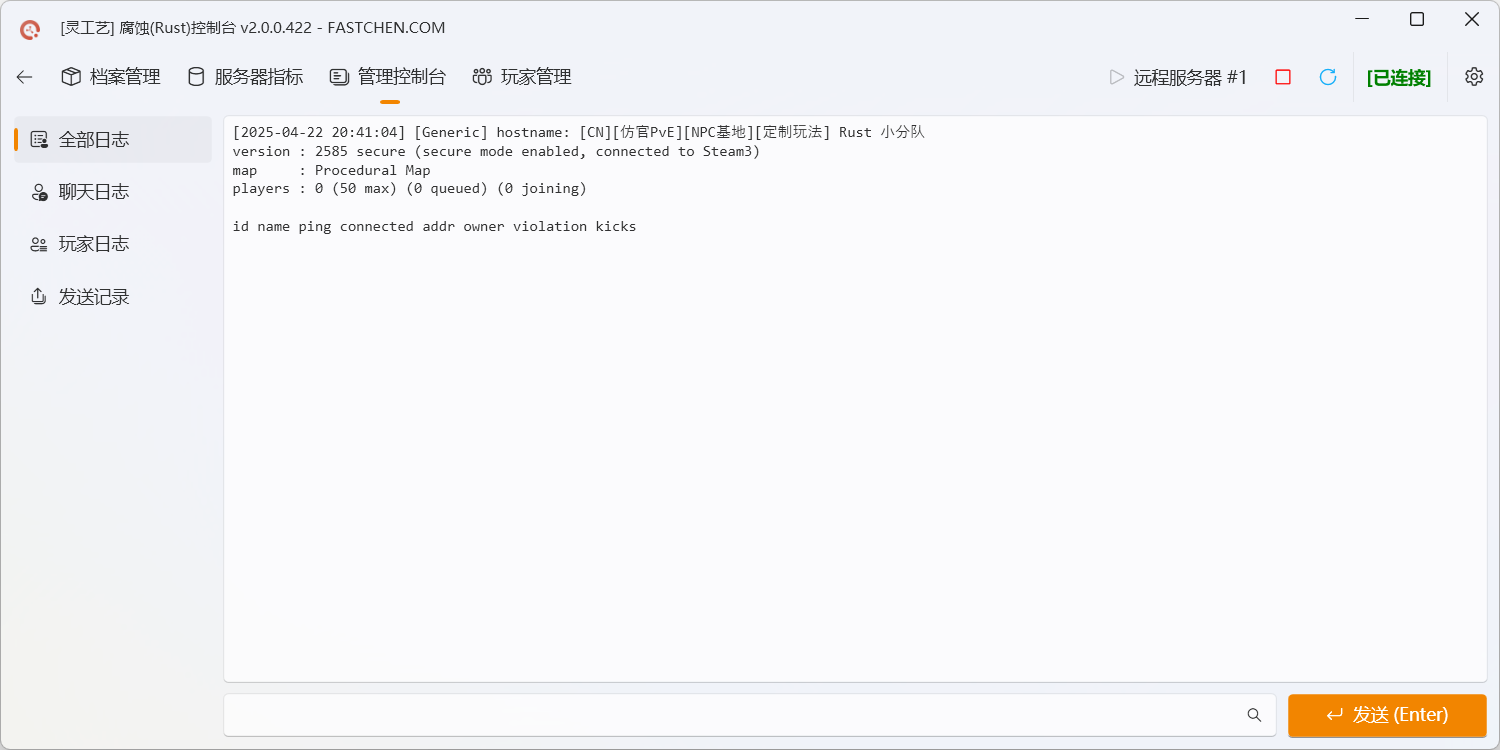 [灵工艺] 腐蚀(Rust)控制台 v2.0.0.422 - FASTCHEN.COM
档案管理 服务器指标 管理控制台 玩家管理 远程服务器 #1 [已连接]
全部日志
聊天日志
玩家日志
发送记录
[2025-04-22 20:41:04] [Generic] hostname: [CN][仿官PvE][NPC基地][定制玩法] Rust 小分队
version : 2585 secure (secure mode enabled, connected to Steam3)
map     : Procedural Map
players : 0 (50 max) (0 queued) (0 joining)
id name ping connected addr owner violation kicks
发送 (Enter)